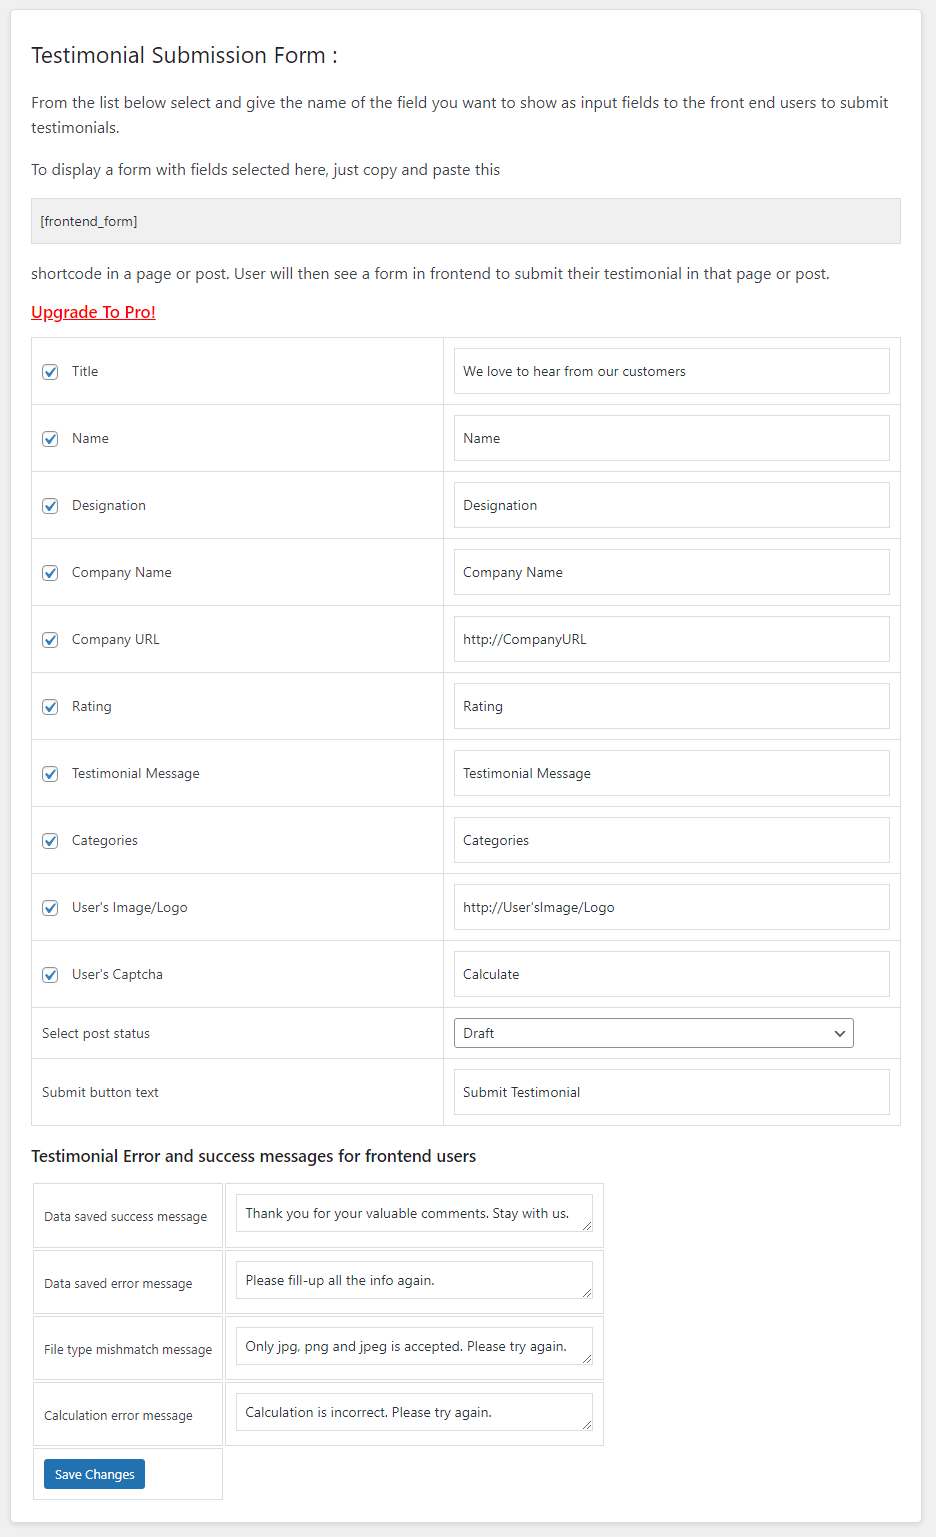 Testimonial Submission Form :
From the list below select and give the name of the field you want to show as input fields to the front end users to submit
testimonials.
To display a form with fields selected here, just copy and paste this
[frontend_form]
shortcode in a page or post. User will then see a form in frontend to submit their testimonial in that page or post.
Upgrade To Pro!
Title
We love to hear from our customers
Name
Name
Designation
Designation
Company Name
Company Name
Company URL
http://CompanyURL
Rating
Rating
Testimonial Message
Testimonial Message
Categories
Categories
User's Image/Logo
http://User'sImage/Logo
User's Captcha
Calculate
Select post status
Draft
Submit button text
Submit Testimonial
Testimonial Error and success messages for frontend users
Data saved success message
Thank you for your valuable comments. Stay with us.
Data saved error message
Please fill-up all the info again.
File type mishmatch message
Only jpg, png and jpeg is accepted. Please try again.
Calculation error message
Calculation is incorrect. Please try again.
Save Changes